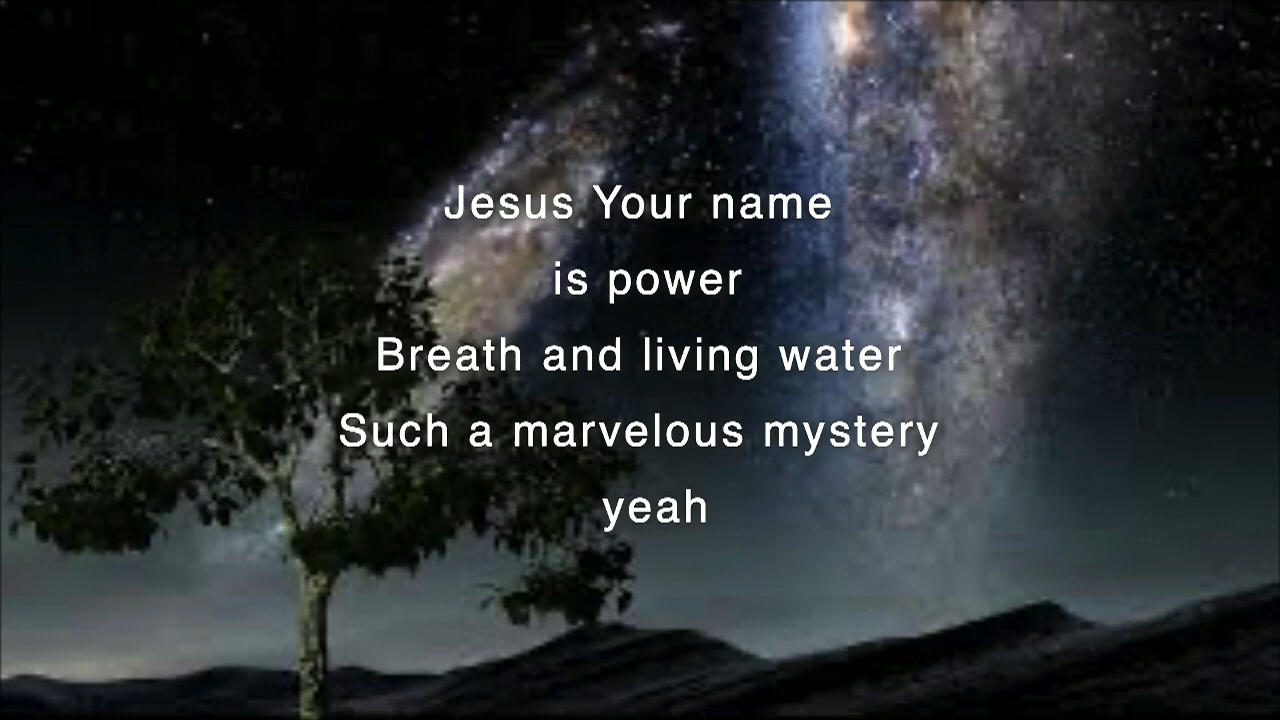 Jesus Your name
is power
Breath and living water
Such a marvelous mystery
yeah